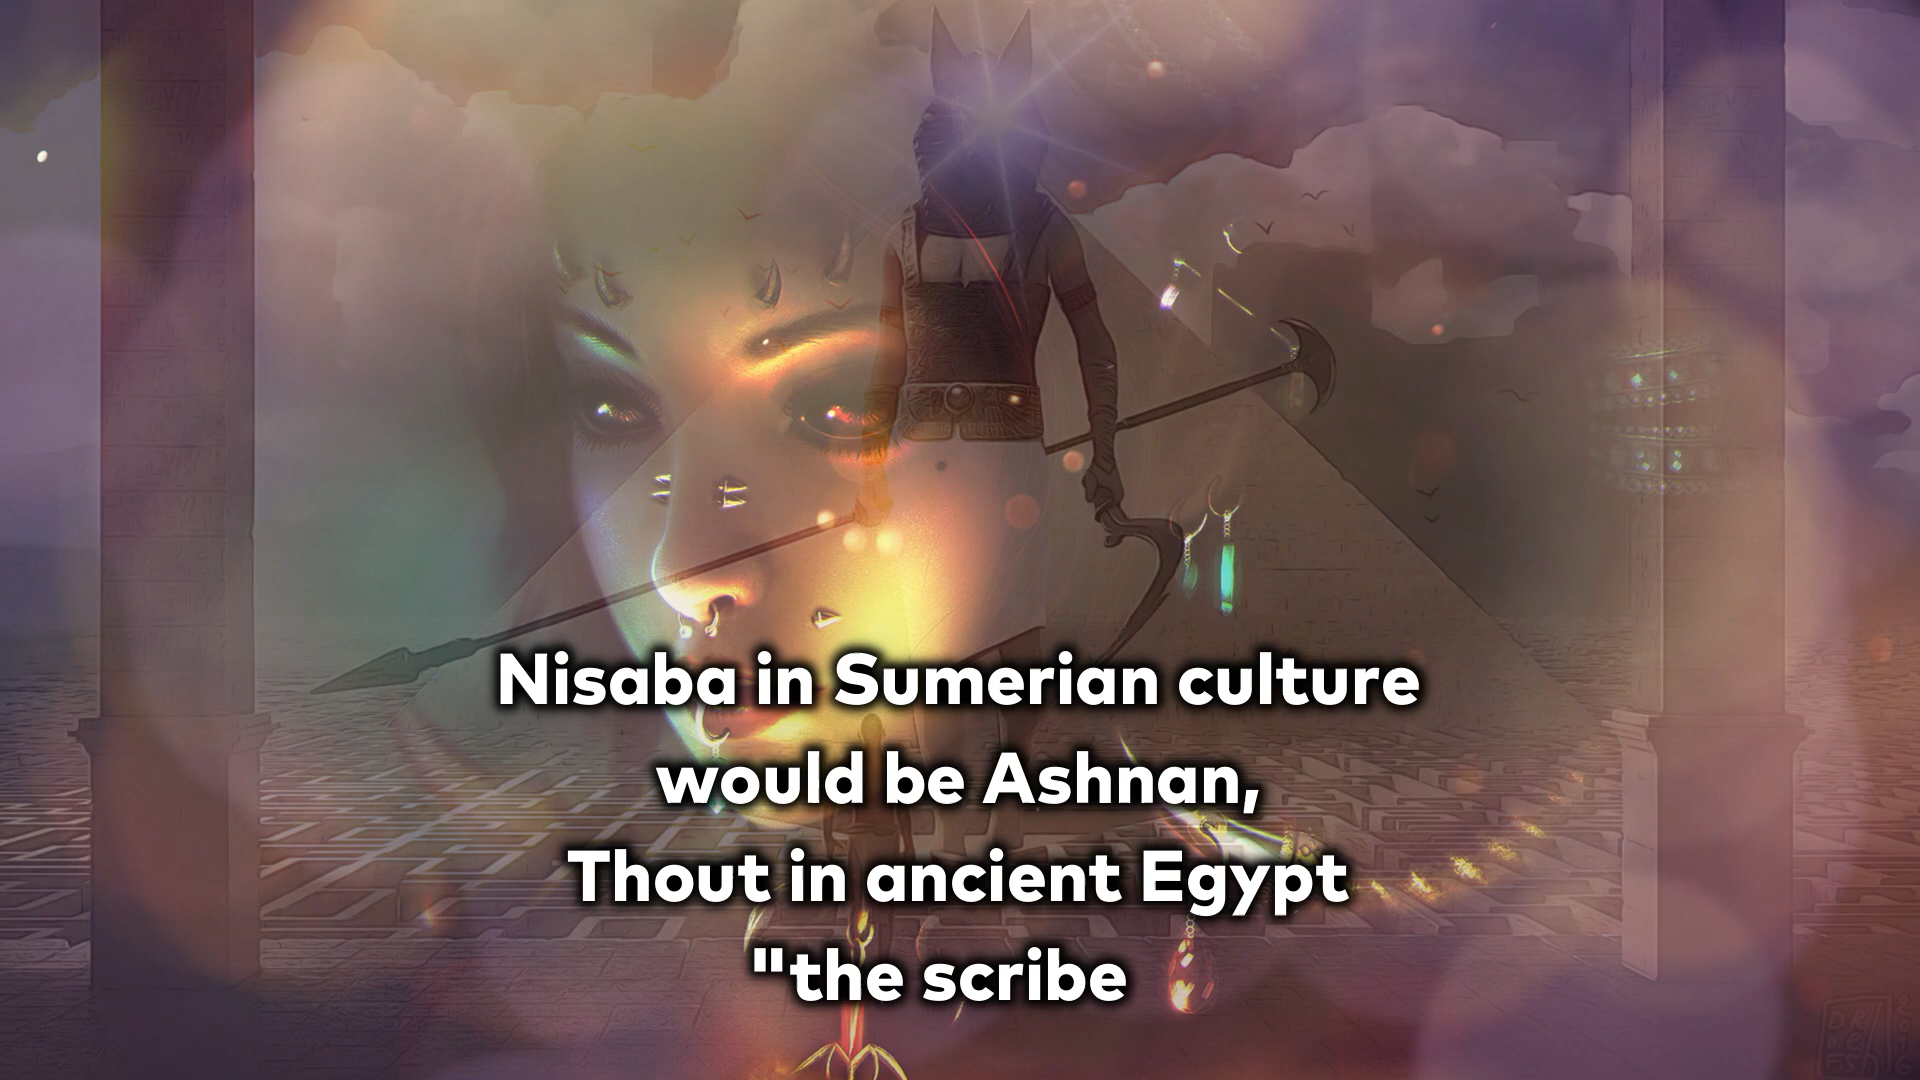 Nisaba in Sumerian culture
would be Ashnan,
Thout in ancient Egypt
"the scribe